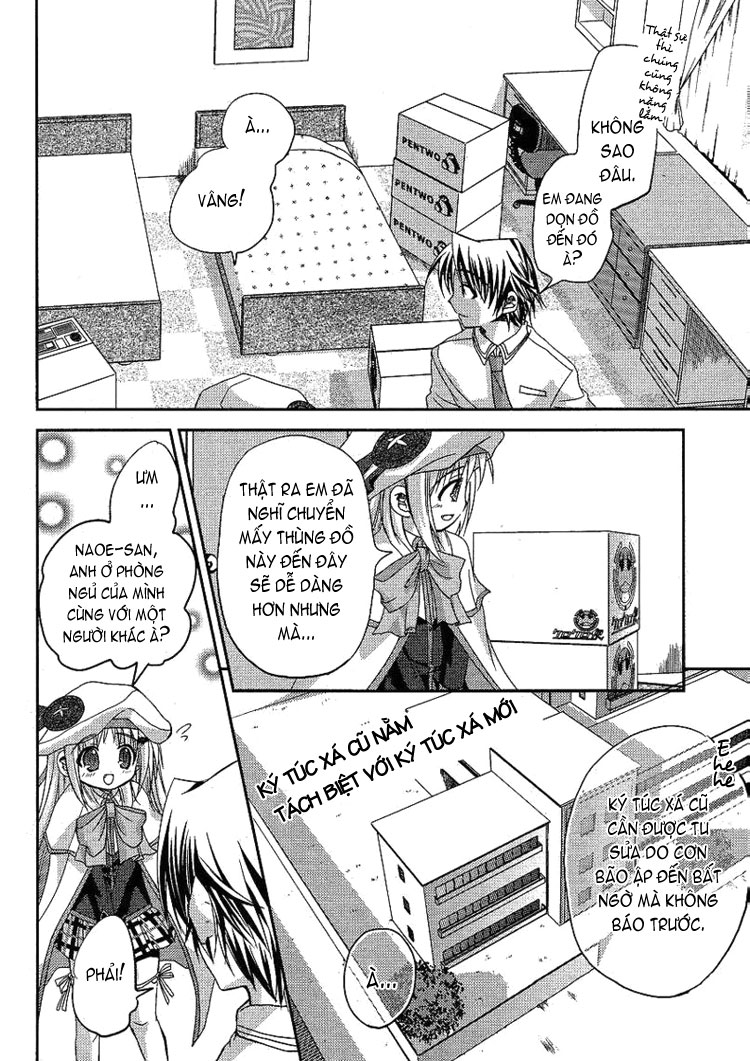 Thật sự
thì
chúng
cũng
không
nặng
lắm
KHÔNG
SAO
ĐÂU.
EM ĐANG
DỌN ĐỒ
ĐẾN ĐÓ
À?
À...
VÂNG!
PENTWO
PENTWO
PENTWO
THẬT RA EM ĐÃ
NGHĨ CHUYỂN
MẤY THÙNG ĐỒ
NÀY ĐẾN ĐÂY
SẼ DỄ DÀNG
HƠN NHƯNG
MÀ...
KÝ TÚC XÁ CŨ NẰM
TÁCH BIỆT VỚI KÝ TÚC XÁ MỚI
E
he
he
KÝ TÚC XÁ CŨ
CẦN ĐƯỢC TU
SỬA DO CƠN
BÃO ẬP ĐẾN BẤT
NGỜ MÀ KHÔNG
BÁO TRƯỚC.
À...
ƯM
...
NAOE-SAN,
ANH Ở PHÒNG
NGỦ CỦA MÌNH
CÙNG VỚI MỘT
NGƯỜI KHÁC À?
PHẢI!